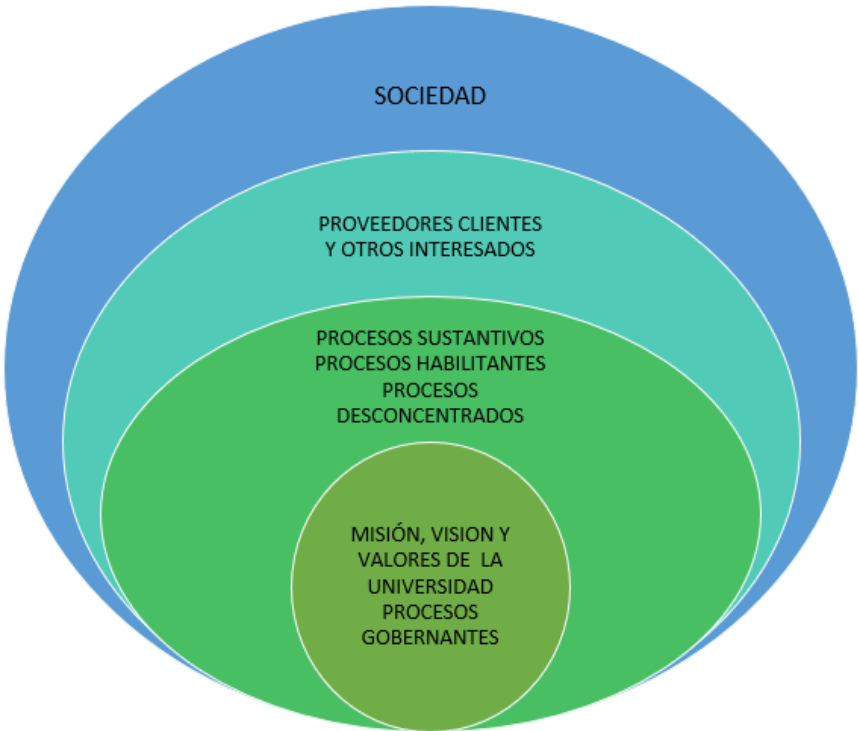 SOCIEDAD
PROVEEDORES CLIENTES
Y OTROS INTERESADOS
PROCESOS SUSTANTIVOS
PROCESOS HABILITANTES
PROCESOS
DESCONCENTRADOS
MISIÓN, VISION Y
VALORES DE  LA
UNIVERSIDAD
PROCESOS
GOBERNANTES